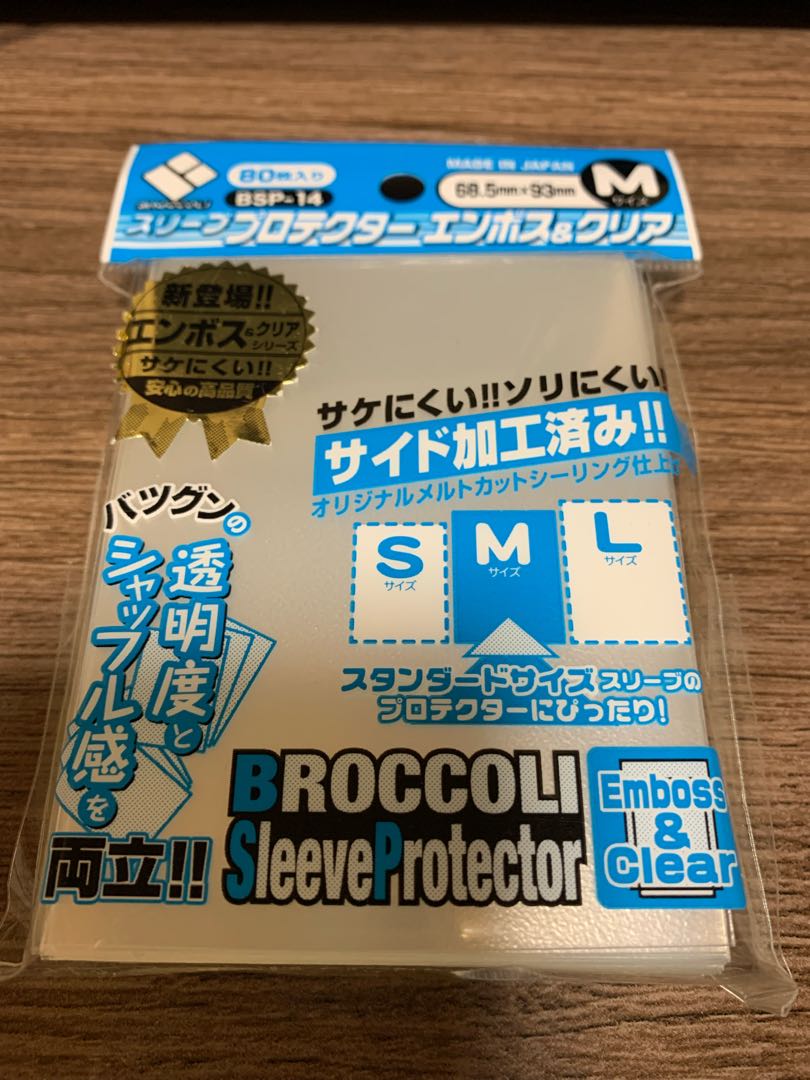 80枚入り
BSP-14
MADE IN JAPAN
68.5mm×93mm
M
サイズ
スリーブプロテクター エンボス&クリア
新登場!!
エンボス&クリア
シリーズ
サケにくい!!
安心の高品質
サケにくい!!ソリにくい!
サイド加工済み!!
オリジナルメルトカットシーリング仕上
S
サイズ
M
サイズ
L
サイズ
スタンダードサイズスリーブの
プロテクターにぴったり!
バツグンの
透明度と
シャッフル感を
両立!!
BROCCOLI
SleeveProtector
Emboss
&
Clear